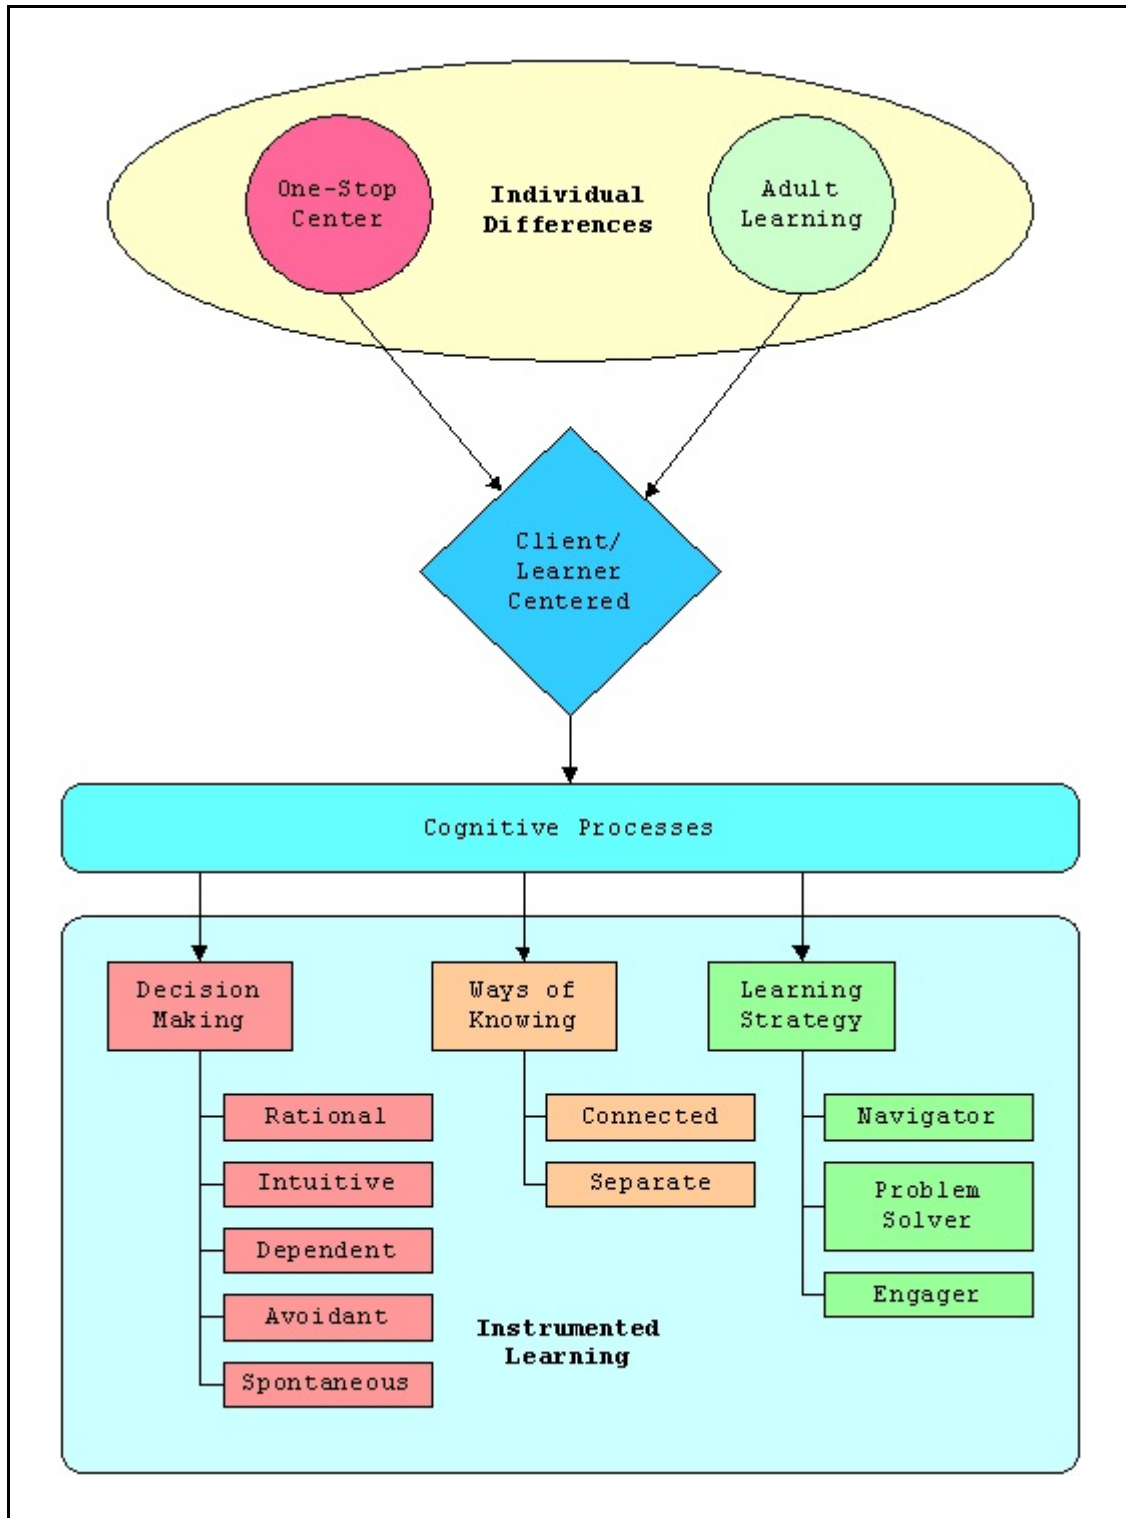 One-Stop
Center
Individual
Differences
Adult
Learning
Client/
Learner
Centered
Cognitive Processes
Decision
Making
Ways of
Knowing
Learning
Strategy
Rational
Intuitive
Dependent
Avoidant
Spontaneous
Connected
Separate
Navigator
Problem
Solver
Engager
Instrumented
Learning